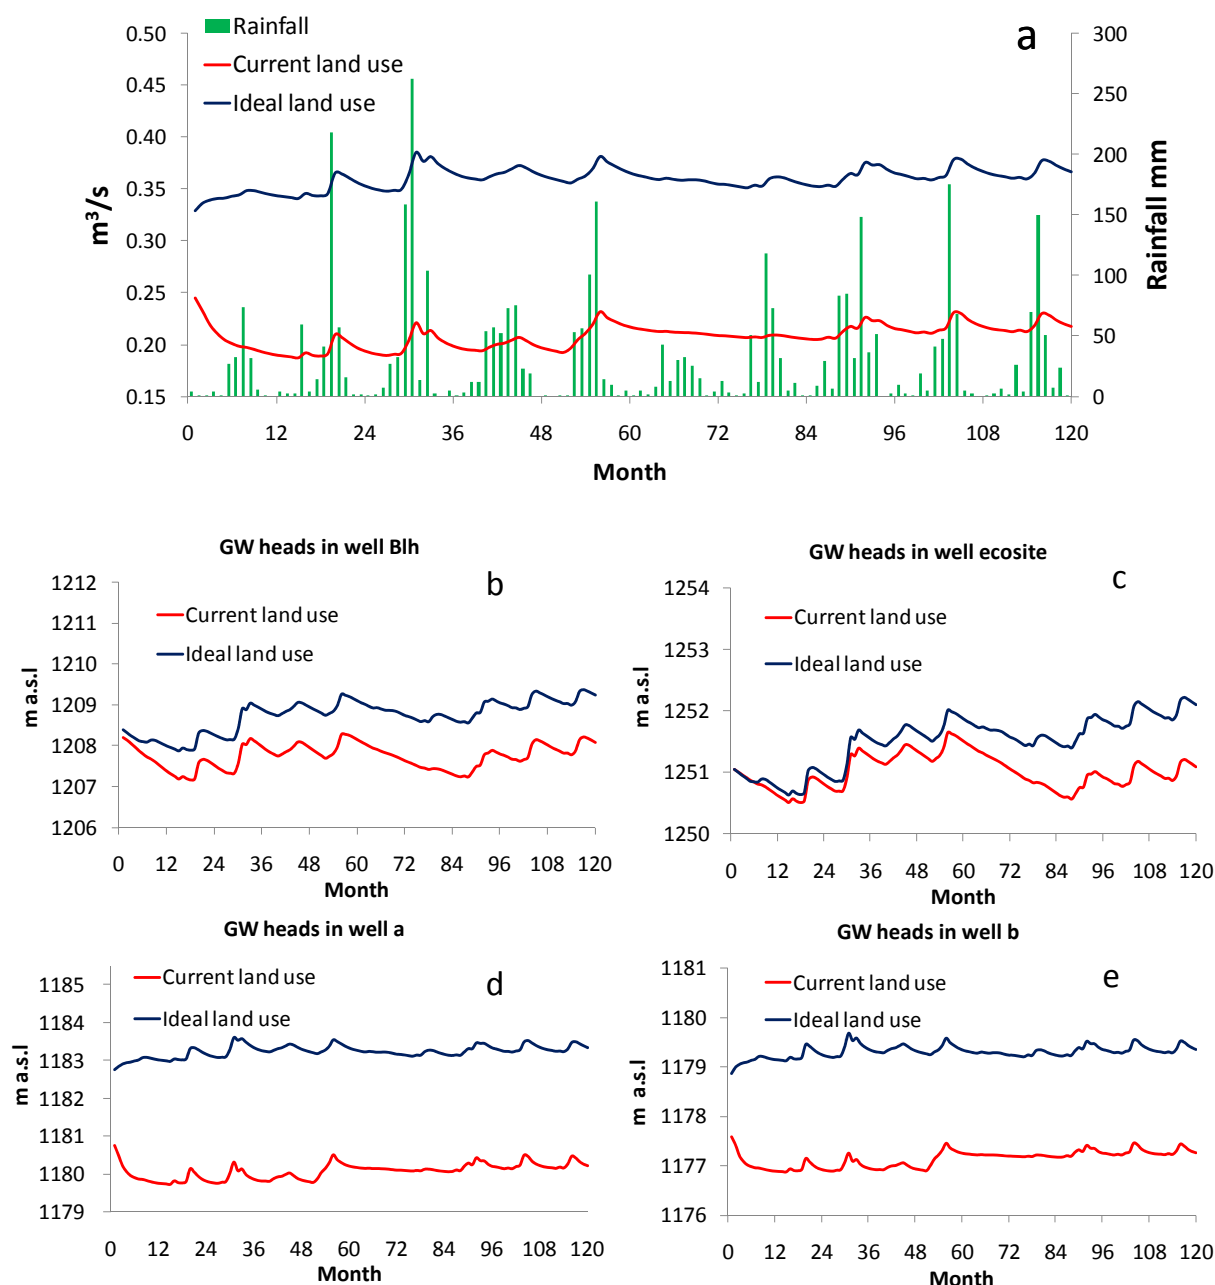 Rainfall
Current land use
Ideal land use
a
0.50
0.45
0.40
0.35
0.30
0.25
0.20
0.15
m³/s
300
250
200
150
100
50
0
Rainfall mm
0 12 24 36 48 60 72 84 96 108 120
Month
GW heads in well Blh
b
1212
1211
1210
1209
1208
1207
1206
m a.s.l
Current land use
Ideal land use
0 12 24 36 48 60 72 84 96 108 120
Month
GW heads in well ecosite
c
1254
1253
1252
1251
1250
m a.s.l
Current land use
Ideal land use
0 12 24 36 48 60 72 84 96 108 120
Month
GW heads in well a
d
1185
1184
1183
1182
1181
1180
1179
m a.s.l
Current land use
Ideal land use
0 12 24 36 48 60 72 84 96 108 120
Month
GW heads in well b
e
1181
1180
1179
1178
1177
1176
m a.s.l
Current land use
Ideal land use
0 12 24 36 48 60 72 84 96 108 120
Month